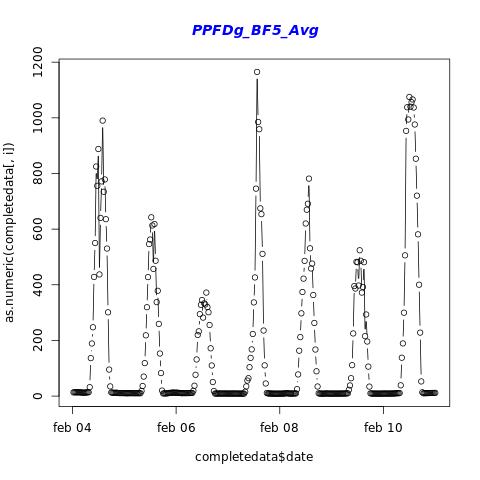 PPFDg_BF5_Avg
as.numeric(completedata[, i])
1200
1000
800
600
400
200
0
feb 04
feb 06
feb 08
feb 10
completedata$date